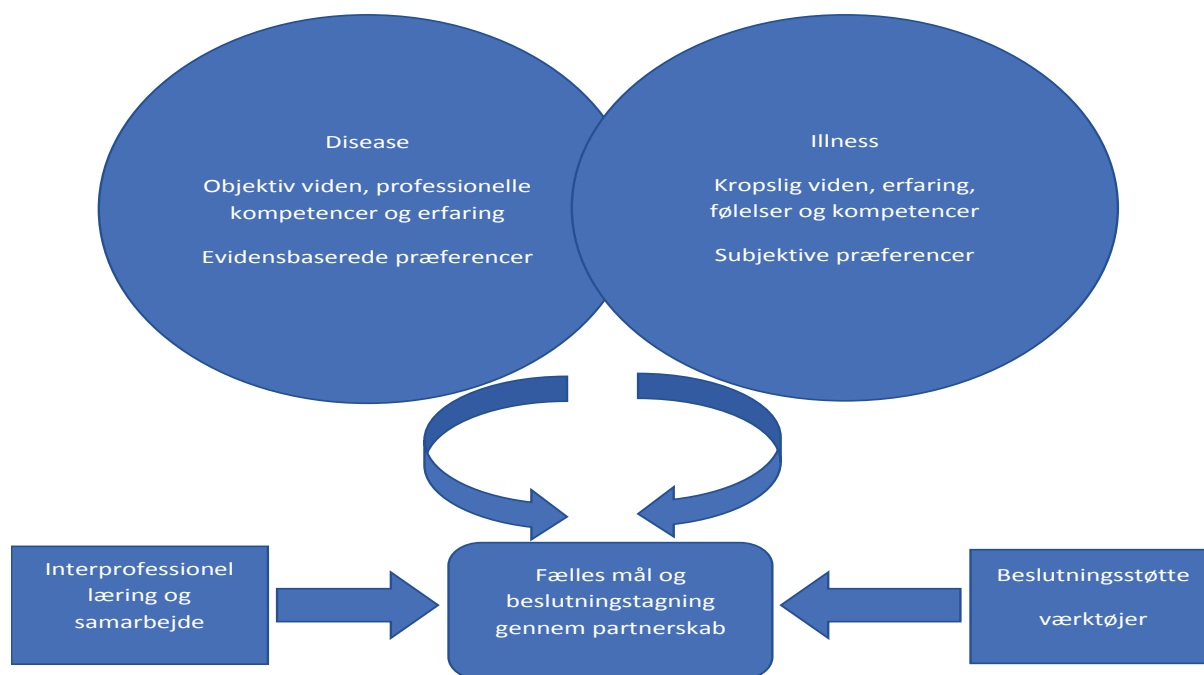 Disease
Objektiv viden, professionelle
kompetencer og erfaring
Evidensbaserede præferencer
Illness
Kropslig viden, erfaring,
følelser og kompetencer
Subjektive præferencer
Interprofessionel
læring og
samarbejde
Fælles mål og
beslutningstagning
gennem partnerskab
Beslutningsstøtte
værktøjer